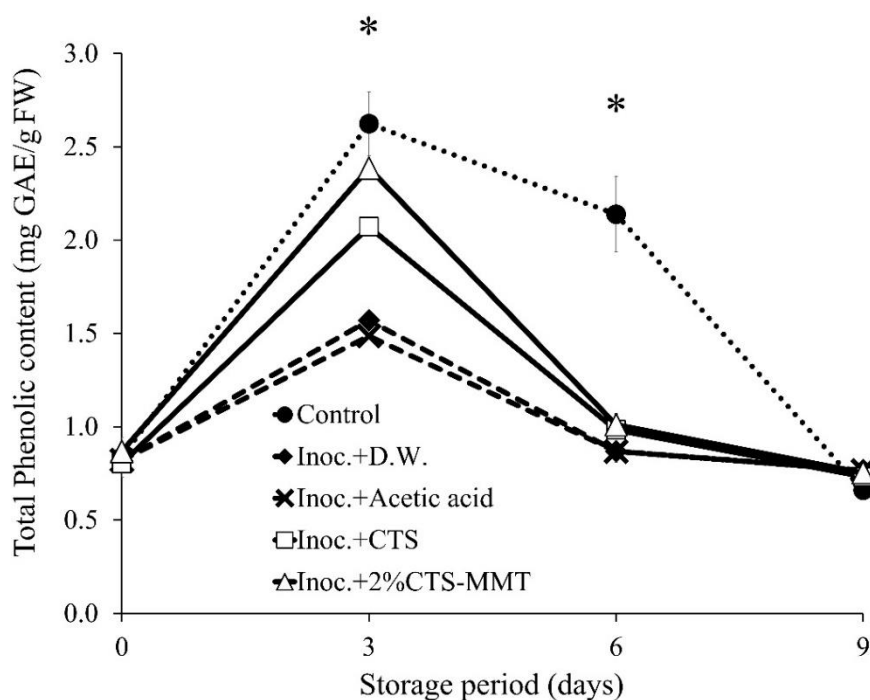 *
*
Total Phenolic content (mg GAE/g FW)
3.0
2.5
2.0
1.5
1.0
0.5
0.0
Control
Inoc.+D.W.
Inoc.+Acetic acid
Inoc.+CTS
Inoc.+2%CTS-MMT
0 3 6 9
Storage period (days)